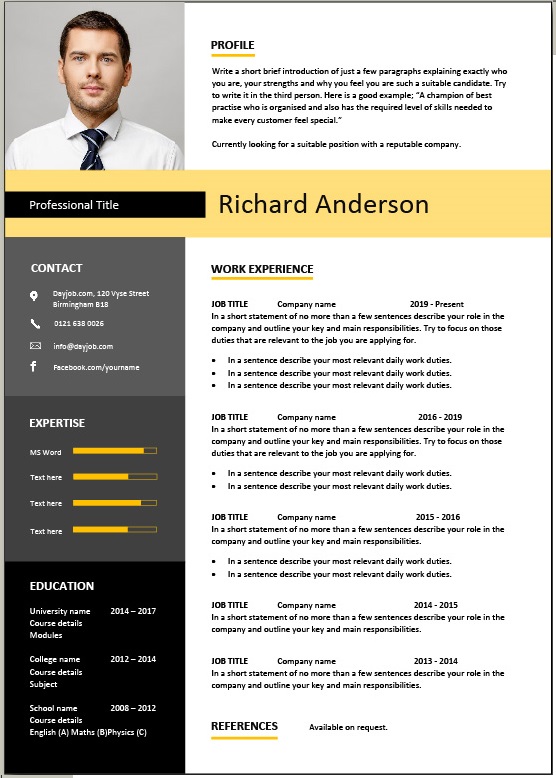 PROFILE
Write a short brief introduction of just a few paragraphs explaining exactly who
you are, your strengths and why you feel you are such a suitable candidate. Try
to write it in the third person. Here is a good example; “A champion of best
practise who is organised and also has the required level of skills needed to
make every customer feel special.”
Currently looking for a suitable position with a reputable company.
Professional Title
Richard Anderson
CONTACT
Dayjob.com, 120 Vyse Street
Birmingham B18
0121 638 0026
info@dayjob.com
Facebook.com/yourname
EXPERTISE
MS Word
Text here
Text here
Text here
EDUCATION
University name 2014 – 2017
Course details
Modules
College name 2012 – 2014
Course details
Subject
School name 2008 – 2012
Course details
English (A) Maths (B)Physics (C)
WORK EXPERIENCE
JOB TITLE Company name 2019 - Present
In a short statement of no more than a few sentences describe your role in the
company and outline your key and main responsibilities. Try to focus on those
duties that are relevant to the job you are applying for.
• In a sentence describe your most relevant daily work duties.
• In a sentence describe your most relevant daily work duties.
• In a sentence describe your most relevant daily work duties.
JOB TITLE Company name 2016 - 2019
In a short statement of no more than a few sentences describe your role in the
company and outline your key and main responsibilities. Try to focus on those
duties that are relevant to the job you are applying for.
• In a sentence describe your most relevant daily work duties.
• In a sentence describe your most relevant daily work duties.
JOB TITLE Company name 2015 - 2016
In a short statement of no more than a few sentences describe your role in the
company and outline your key and main responsibilities.
• In a sentence describe your most relevant daily work duties.
• In a sentence describe your most relevant daily work duties.
JOB TITLE Company name 2014 - 2015
In a short statement of no more than a few sentences describe your role in the
company and outline your key and main responsibilities.
JOB TITLE Company name 2013 - 2014
In a short statement of no more than a few sentences describe your role in the
company and outline your key and main responsibilities.
REFERENCES Available on request.